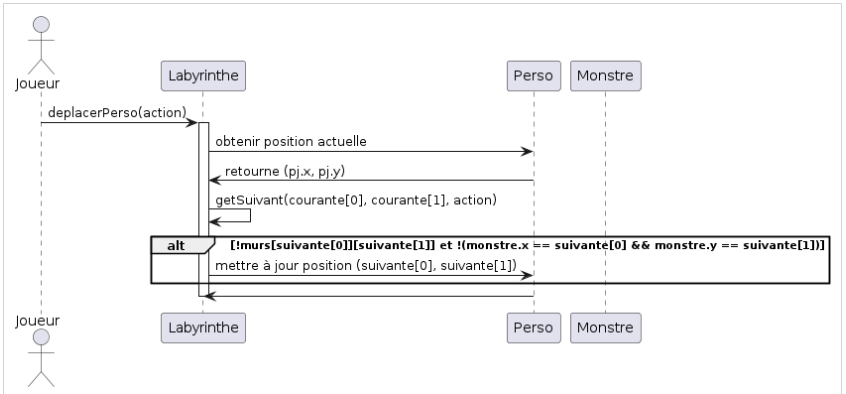 Joueur
Labyrinthe
Perso
Monstre
deplacerPerso(action)
obtenir position actuelle
retourne (pj.x, pj.y)
getSuivant(courante[0], courante[1], action)
alt
[!murs[suivante[0]][suivante[1]] et !(monstre.x == suivante[0] && monstre.y == suivante[1])]
mettre à jour position (suivante[0], suivante[1])
Joueur
Labyrinthe
Perso
Monstre